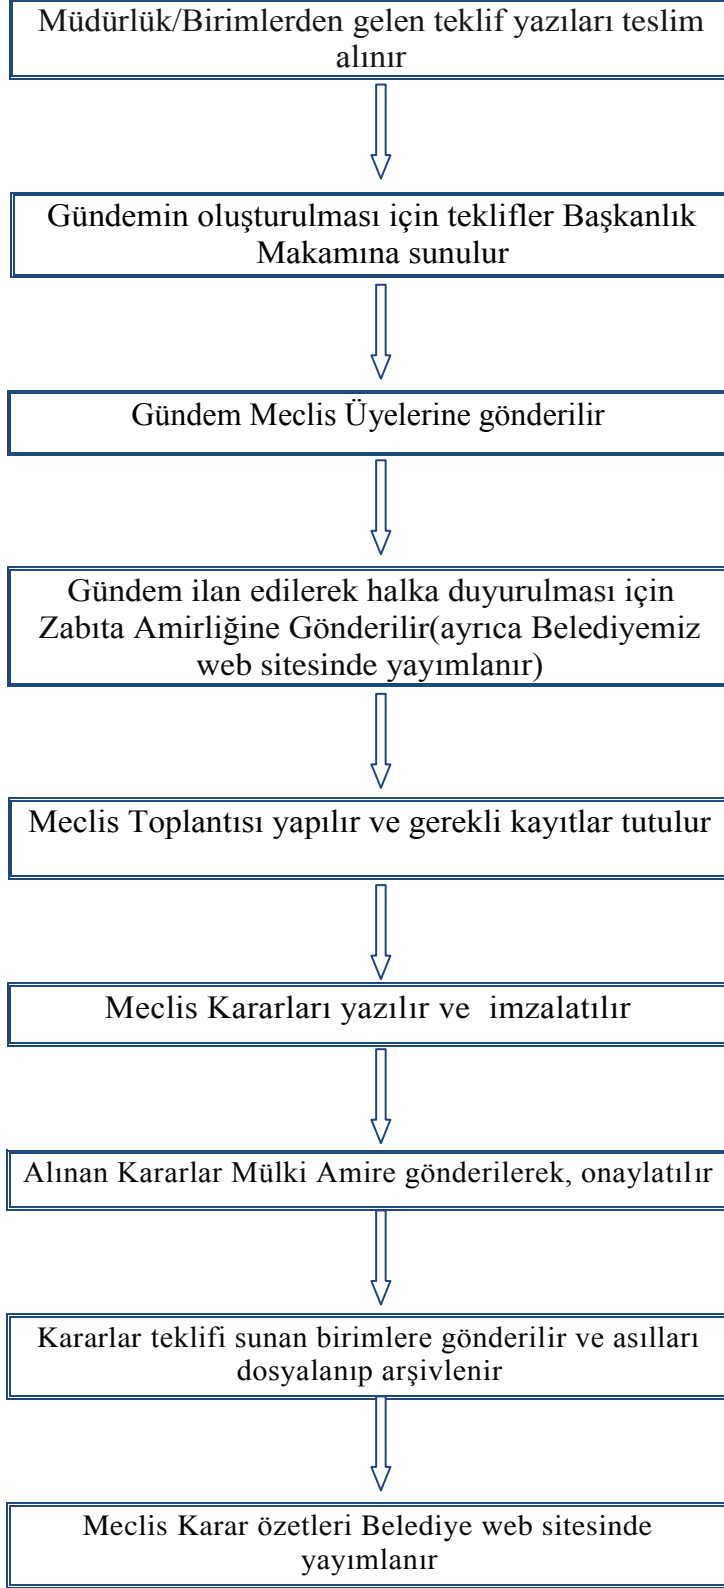 Müdürlük/Birimlerden gelen teklif yazıları teslim
alınır
Gündemin oluşturulması için teklifler Başkanlık
Makamına sunulur
Gündem Meclis Üyelerine gönderilir
Gündem ilan edilerek halka duyurulması için
Zabıta Amirliğine Gönderilir(ayrıca Belediyemiz
web sitesinde yayımlanır)
Meclis Toplantısı yapılır ve gerekli kayıtlar tutulur
Meclis Kararları yazılır ve  imzalatılır
Alınan Kararlar Mülki Amire gönderilerek, onaylatılır
Kararlar teklifi sunan birimlere gönderilir ve asılları
dosyalanıp arşivlenir
Meclis Karar özetleri Belediye web sitesinde
yayımlanır